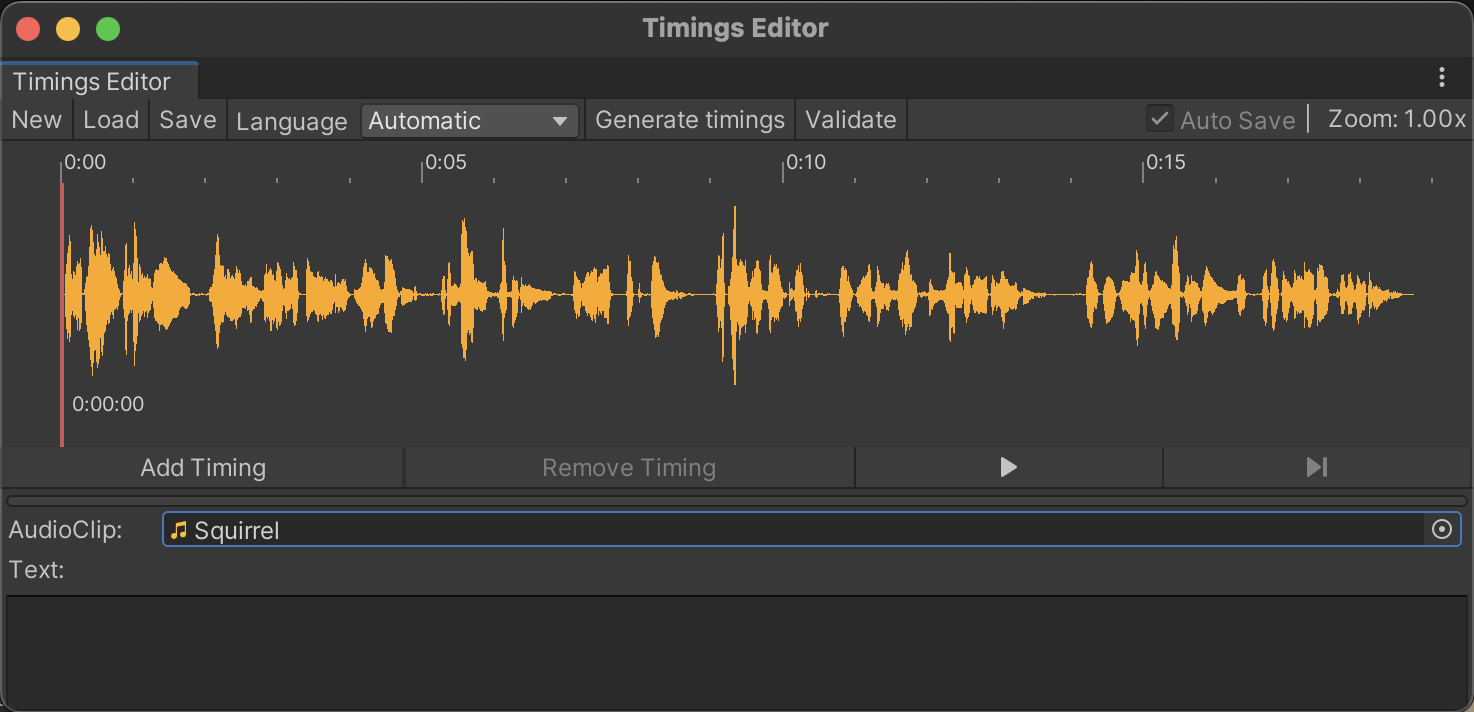 Timings Editor
Timings Editor
New Load Save Language Automatic Generate timings Validate Auto Save Zoom: 1.00x
0:00 0:05 0:10 0:15
0:00:00
Add Timing Remove Timing
AudioClip: Squirrel
Text: